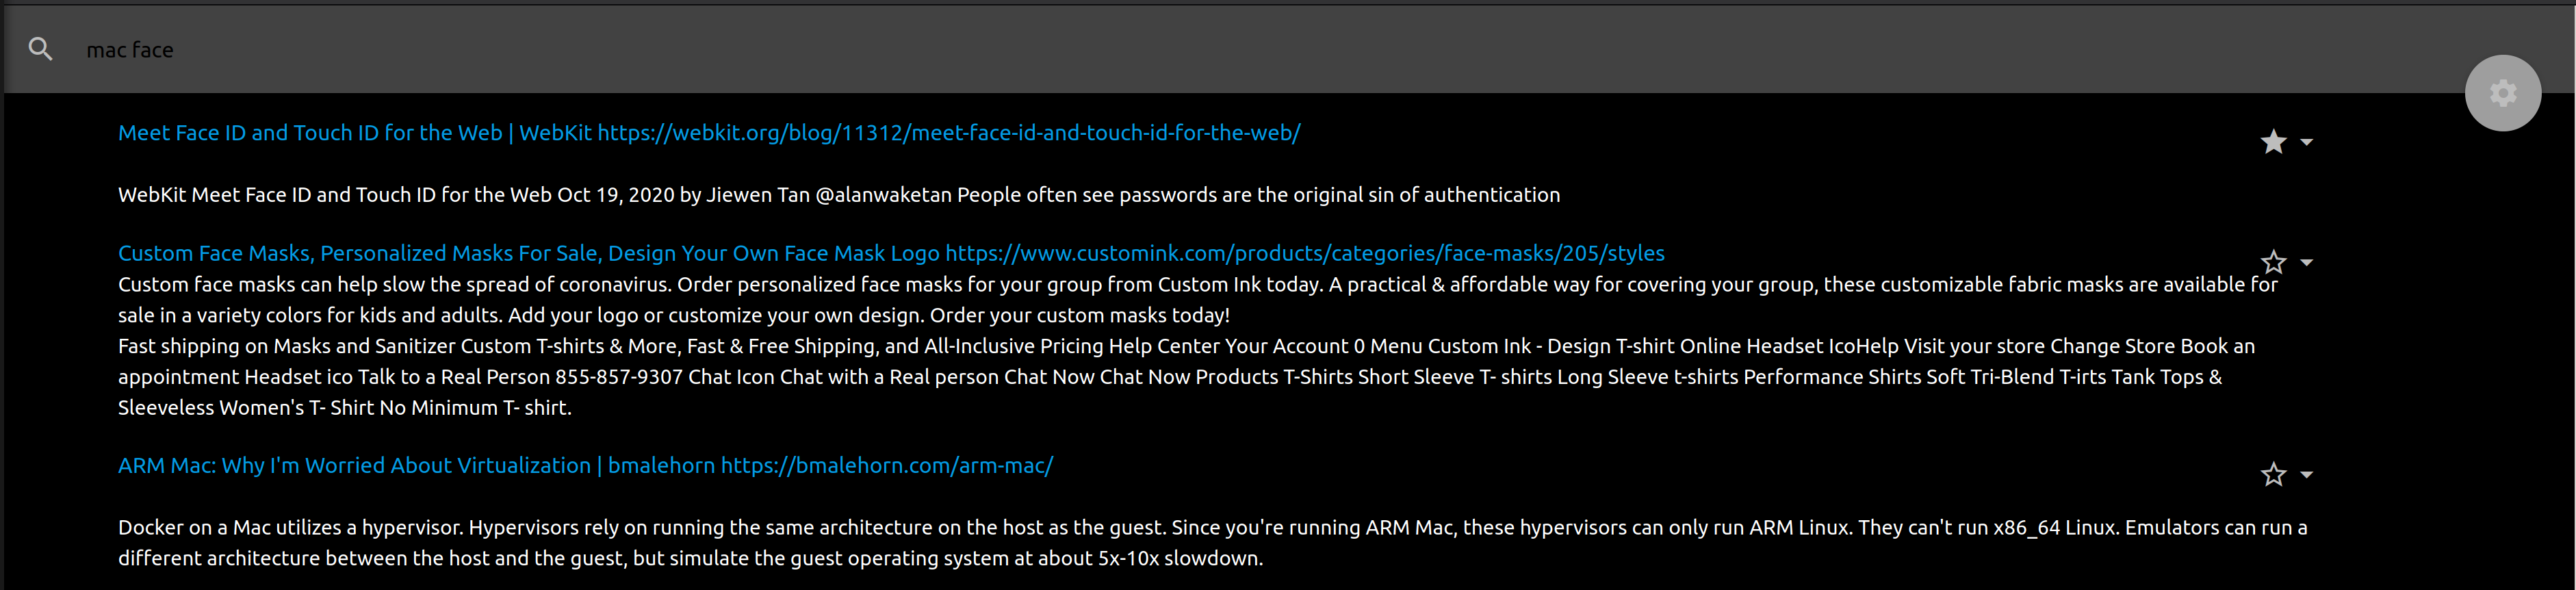 mac face
Meet Face ID and Touch ID for the Web | WebKit https://webkit.org/blog/11312/meet-face-id-and-touch-id-for-the-web/
WebKit Meet Face ID and Touch ID for the Web Oct 19, 2020 by Jiewen Tan @alanwaketan People often see passwords are the original sin of authentication
Custom Face Masks, Personalized Masks For Sale, Design Your Own Face Mask Logo https://www.customink.com/products/categories/face-masks/205/styles
Custom face masks can help slow the spread of coronavirus. Order personalized face masks for your group from Custom Ink today. A practical & affordable way for covering your group, these customizable fabric masks are available for
sale in a variety colors for kids and adults. Add your logo or customize your own design. Order your custom masks today!
Fast shipping on Masks and Sanitizer Custom T-shirts & More, Fast & Free Shipping, and All-Inclusive Pricing Help Center Your Account 0 Menu Custom Ink - Design T-shirt Online Headset IcoHelp Visit your store Change Store Book an
appointment Headset ico Talk to a Real Person 855-857-9307 Chat Icon Chat with a Real person Chat Now Chat Now Products T-Shirts Short Sleeve T- shirts Long Sleeve t-shirts Performance Shirts Soft Tri-Blend T-irts Tank Tops &
Sleeveless Women's T- Shirt No Minimum T- shirt.
ARM Mac: Why I'm Worried About Virtualization | bmalehorn https://bmalehorn.com/arm-mac/
Docker on a Mac utilizes a hypervisor. Hypervisors rely on running the same architecture on the host as the guest. Since you're running ARM Mac, these hypervisors can only run ARM Linux. They can't run x86_64 Linux. Emulators can run a
different architecture between the host and the guest, but simulate the guest operating system at about 5x-10x slowdown.